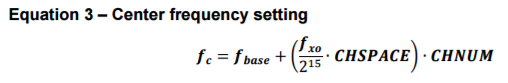 Equation 3 – Center frequency setting
f_c = f_base + (f_xo / 2^15 · CHSPACE) · CHNUM